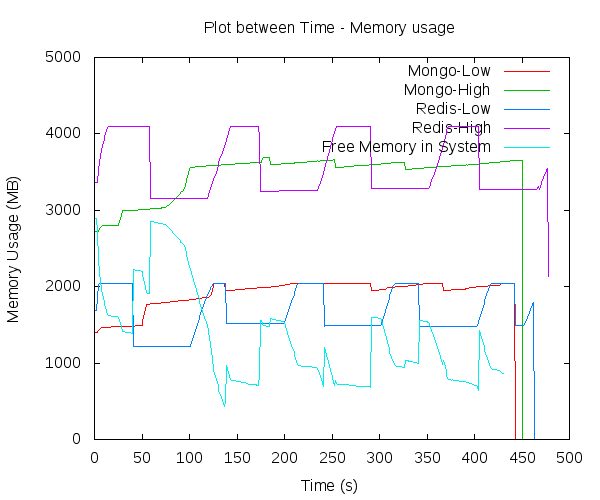 Plot between Time - Memory usage
Mongo-Low
Mongo-High
Redis-Low
Redis-High
Free Memory in System
Memory Usage (MB)
5000
4000
3000
2000
1000
0
0 50 100 150 200 250 300 350 400 450 500
Time (s)